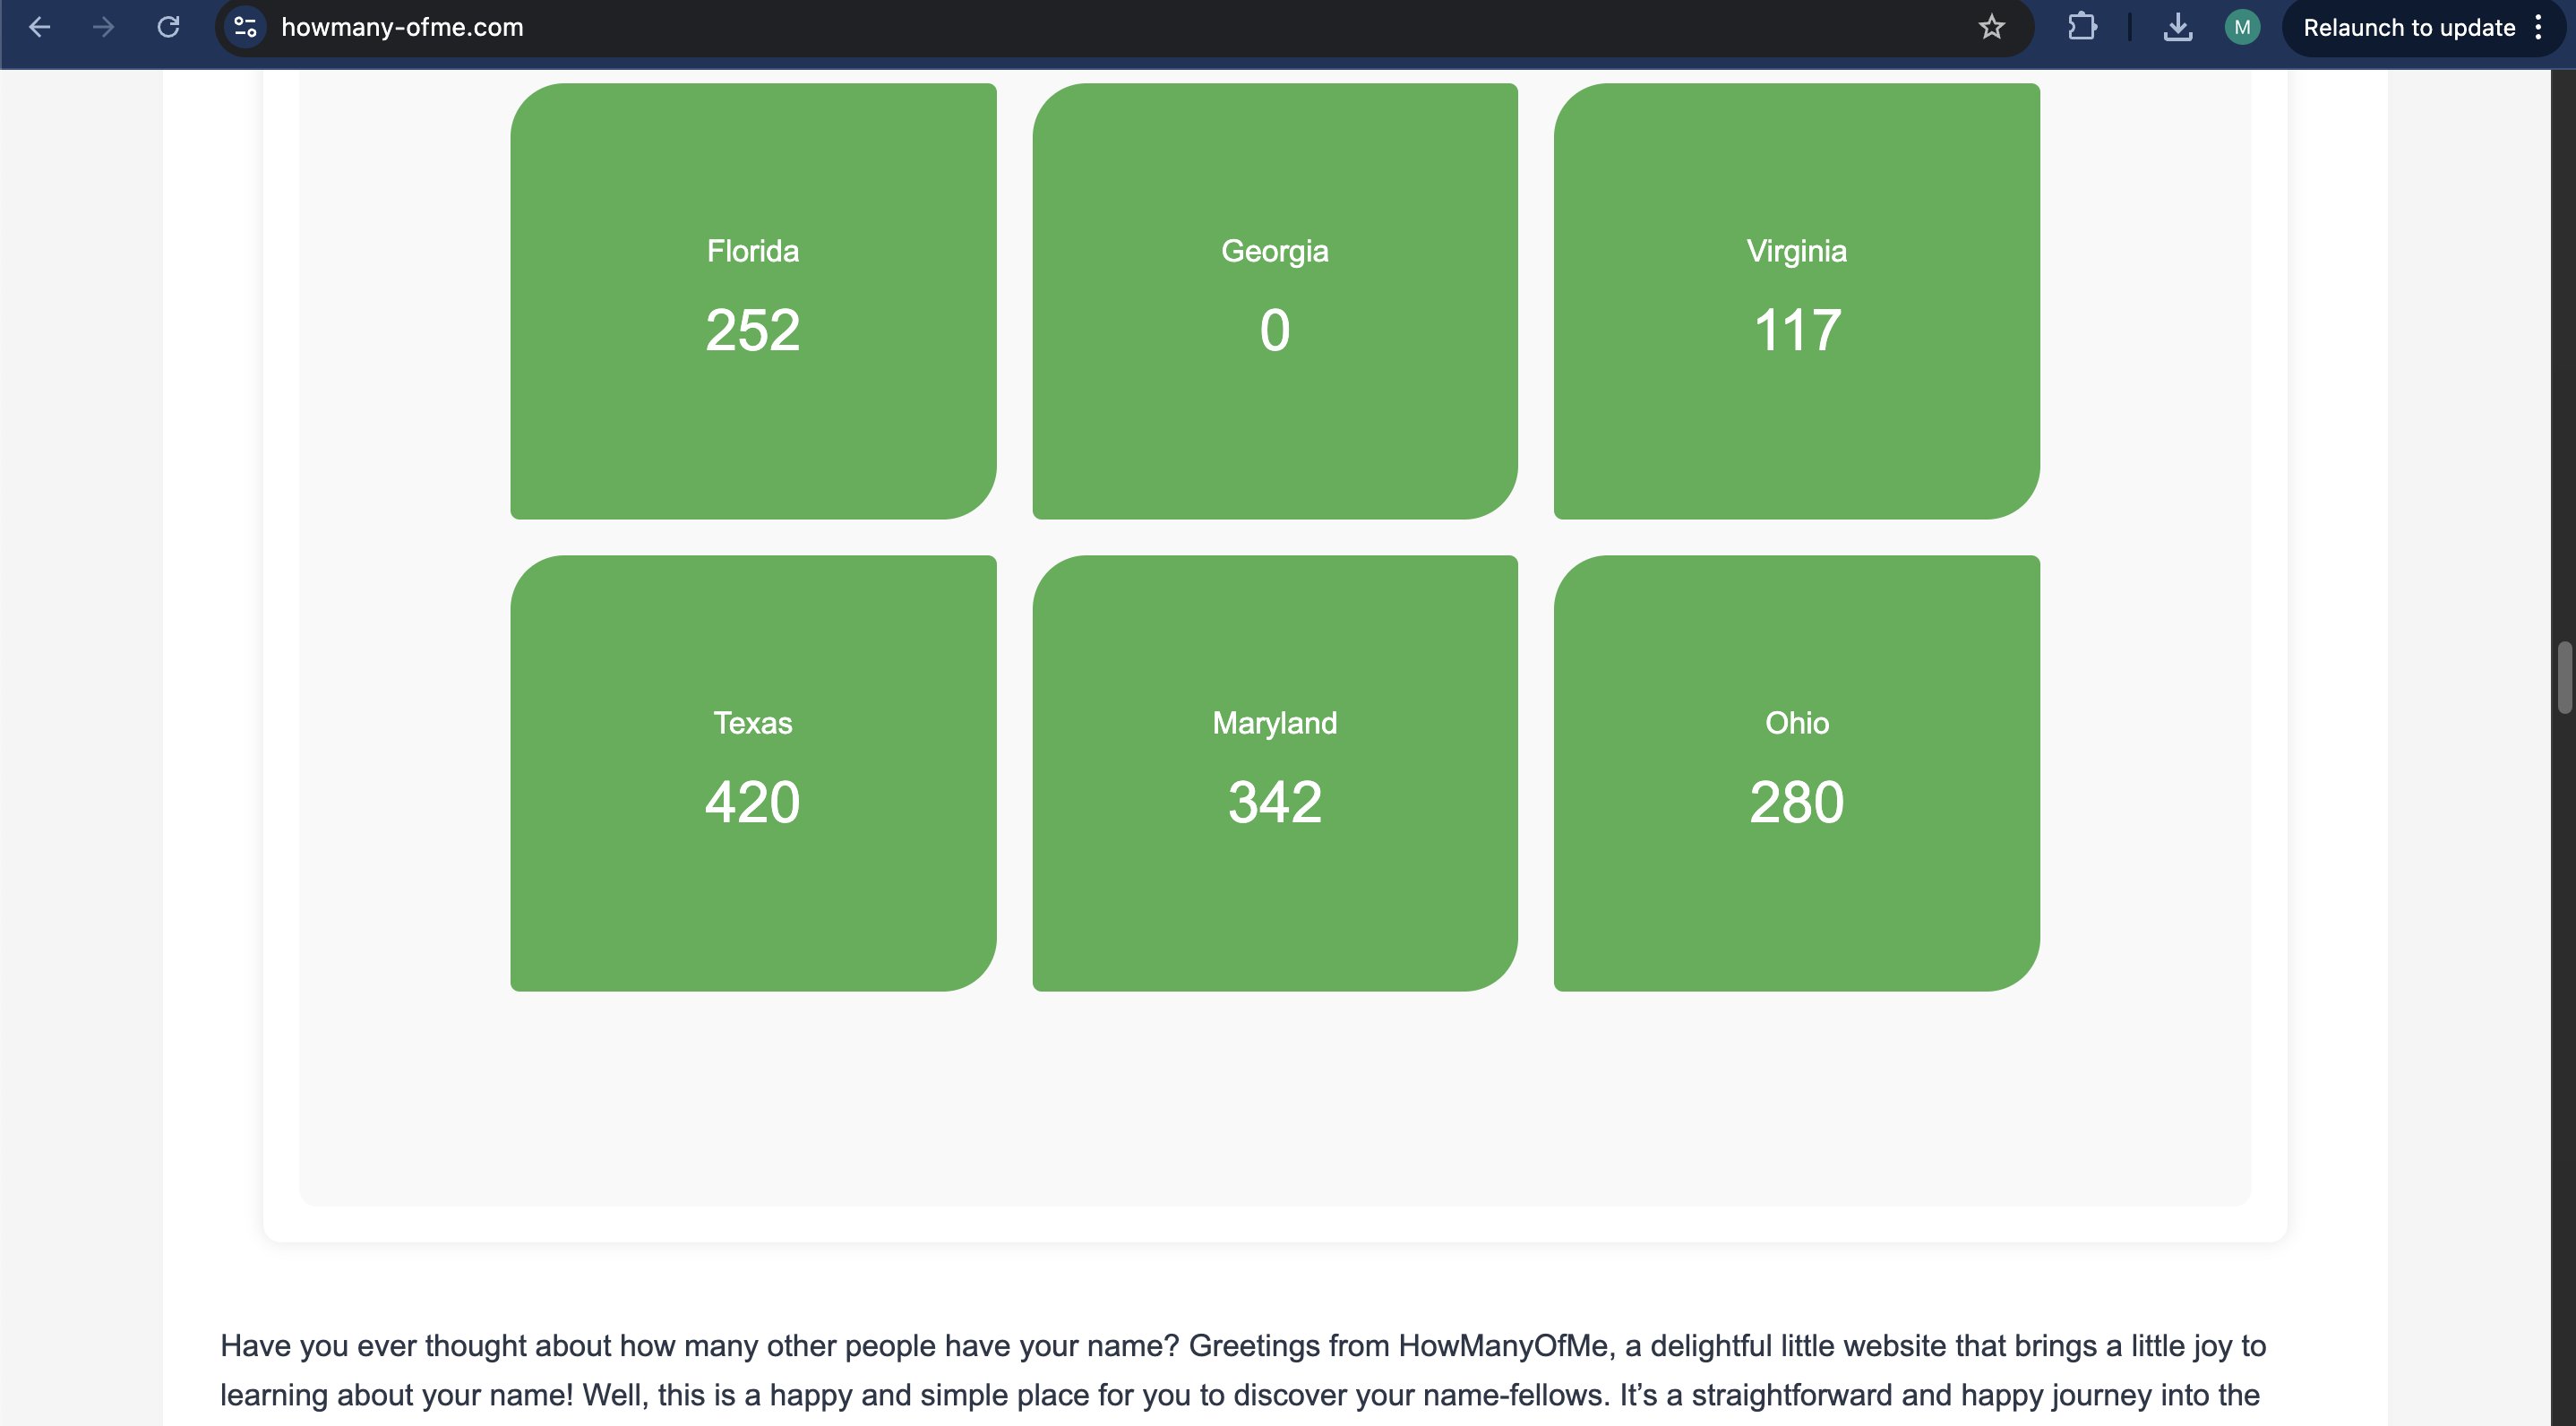 howmany-ofme.com
M
Relaunch to update
Florida
252
Georgia
0
Virginia
117
Texas
420
Maryland
342
Ohio
280
Have you ever thought about how many other people have your name? Greetings from HowManyOfMe, a delightful little website that brings a little joy to
learning about your name! Well, this is a happy and simple place for you to discover your name-fellows. It’s a straightforward and happy journey into the